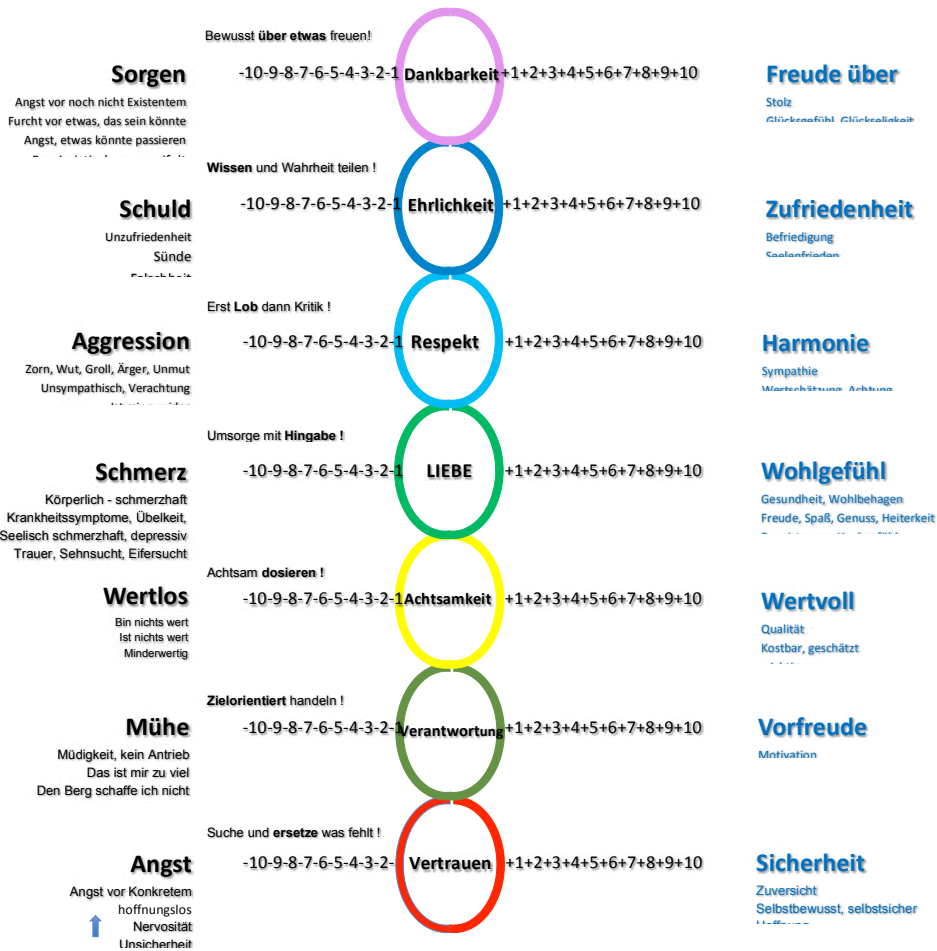 Bewusst über etwas freuen!
Sorgen -10-9-8-7-6-5-4-3-2-1 Dankbarkeit +1+2+3+4+5+6+7+8+9+10 Freude über
Angst vor noch nicht Existentem
Stolz
Furcht vor etwas, das sein könnte
Glücksgefühl, Glückseligkeit
Angst, etwas könnte passieren
Wissen und Wahrheit teilen !
Schuld -10-9-8-7-6-5-4-3-2-1 Ehrlichkeit +1+2+3+4+5+6+7+8+9+10 Zufriedenheit
Unzufriedenheit
Befriedigung
Sünde
Seelenfrieden
Falschheit
Erst Lob dann Kritik !
Aggression -10-9-8-7-6-5-4-3-2-1 Respekt +1+2+3+4+5+6+7+8+9+10 Harmonie
Zorn, Wut, Groll, Ärger, Unmut
Sympathie
Unsympathisch, Verachtung
Wertschätzung, Achtung
Umsorge mit Hingabe !
Schmerz -10-9-8-7-6-5-4-3-2-1 LIEBE +1+2+3+4+5+6+7+8+9+10 Wohlgefühl
Körperlich - schmerzhaft
Gesundheit, Wohlbehagen
Krankheitssymptome, Übelkeit,
Freude, Spaß, Genuss, Heiterkeit
Seelisch schmerzhaft, depressiv
Trauer, Sehnsucht, Eifersucht
Achtsam dosieren !
Wertlos -10-9-8-7-6-5-4-3-2-1 Achtsamkeit +1+2+3+4+5+6+7+8+9+10 Wertvoll
Bin nichts wert
Qualität
Ist nichts wert
Kostbar, geschätzt
Minderwertig
Zielorientiert handeln !
Mühe -10-9-8-7-6-5-4-3-2-1 Verantwortung +1+2+3+4+5+6+7+8+9+10 Vorfreude
Müdigkeit, kein Antrieb
Motivation
Das ist mir zu viel
Den Berg schaffe ich nicht
Suche und ersetze was fehlt !
Angst -10-9-8-7-6-5-4-3-2- Vertrauen +1+2+3+4+5+6+7+8+9+10 Sicherheit
Angst vor Konkretem
Zuversicht
hoffnungslos
Selbstbewusst, selbstsicher
Nervosität
Hoffnung
Unsicherheit